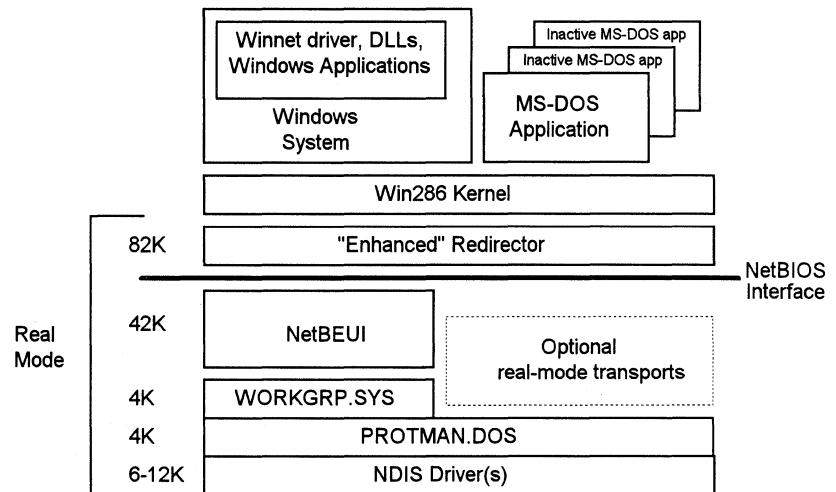 Winnet driver, DLLs,
Windows Applications
Windows
System
Inactive MS-DOS app
Inactive MS-DOS app
MS-DOS
Application
Win286 Kernel
82K
"Enhanced" Redirector
NetBIOS
Interface
Real
Mode
42K
NetBEUI
Optional
real-mode transports
4K
WORKGRP.SYS
4K
PROTMAN.DOS
6-12K
NDIS Driver(s)